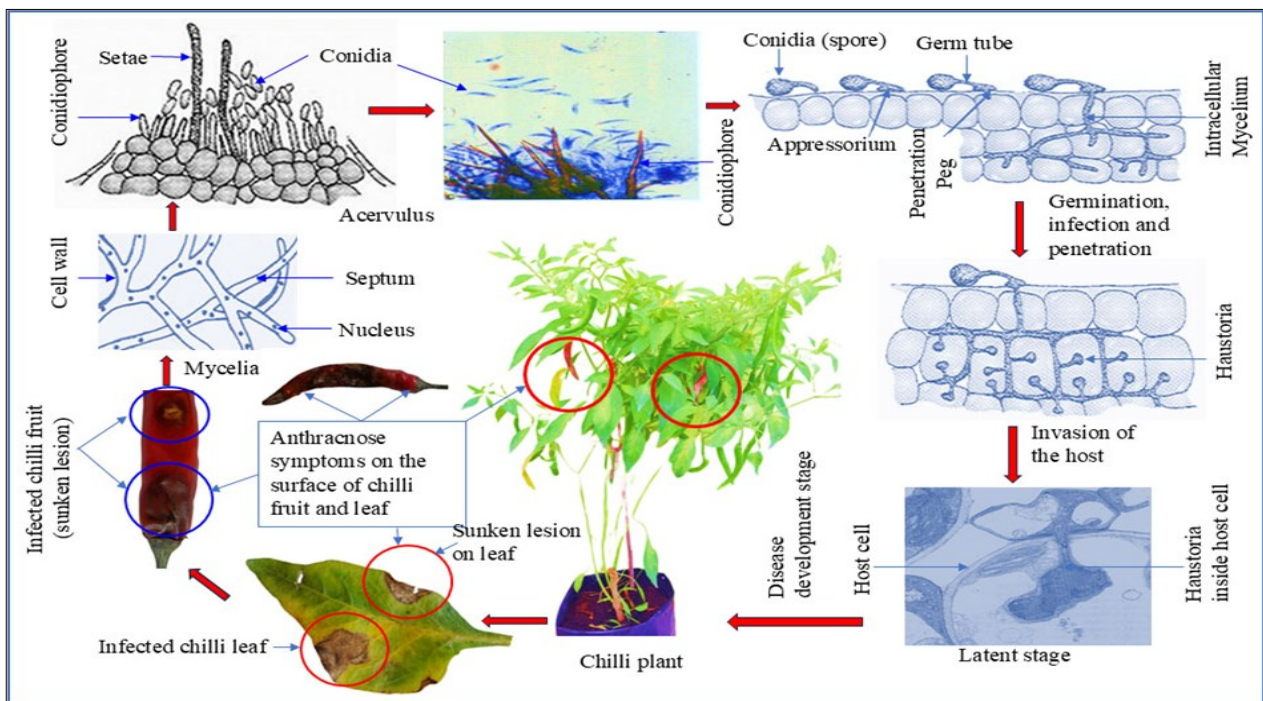 Setae
Conidia
Conidiophore
Acervulus
Conidiophore
Conidia (spore)
Germ tube
Appressorium
Penetration
Peg
Intracellular
Mycelium
Germination,
infection and
penetration
Cell wall
Septum
Nucleus
Mycelia
Haustoria
Invasion of
the host
Infected chilli fruit
(sunken lesion)
Anthracnose
symptoms on the
surface of chilli
fruit and leaf
Sunken lesion
on leaf
Infected chilli leaf
Chilli plant
Disease
development stage
Host cell
Haustoria
inside host cell
Latent stage